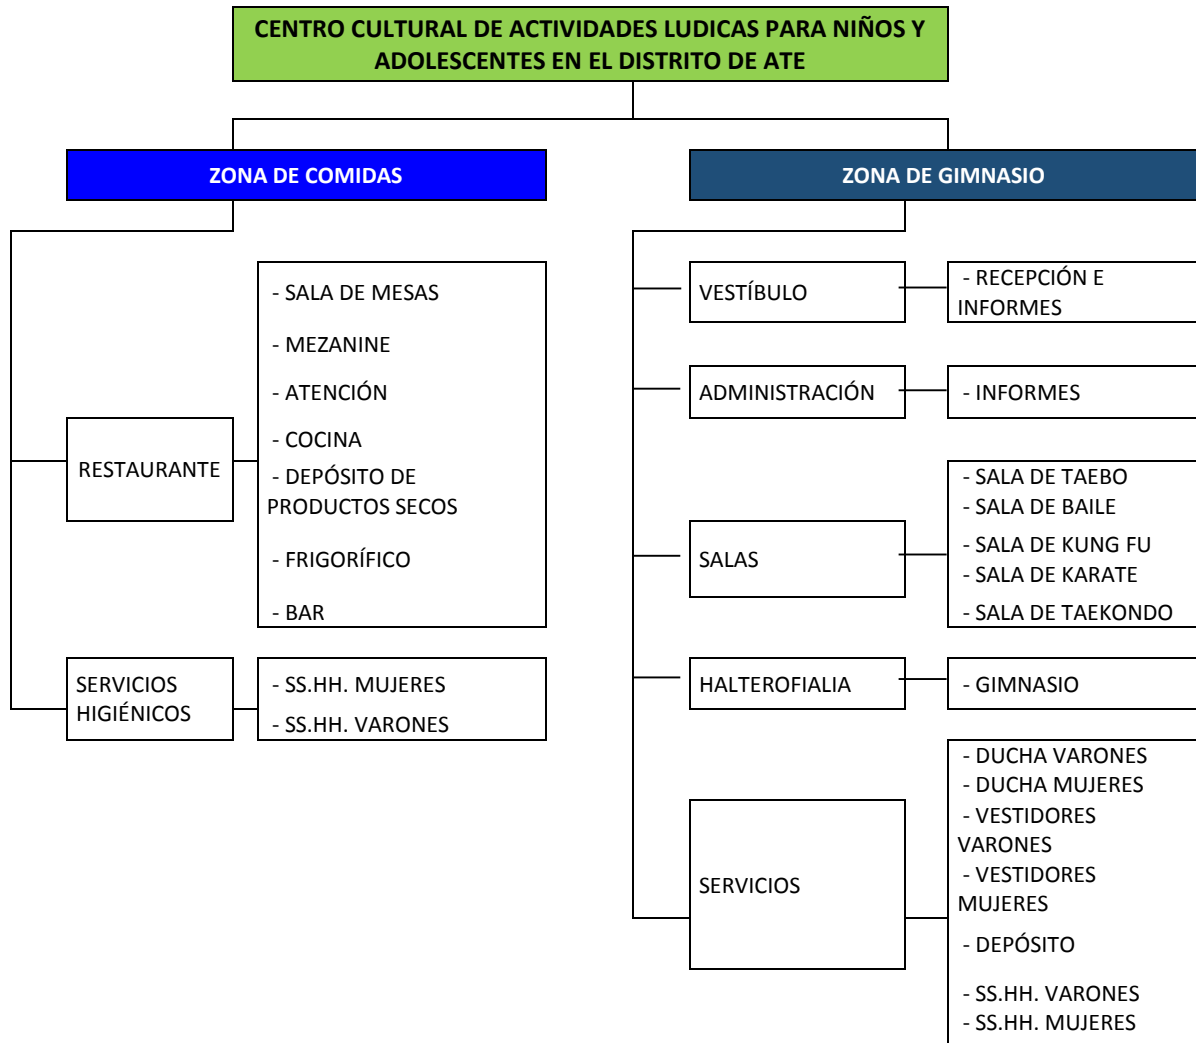 CENTRO CULTURAL DE ACTIVIDADES LUDICAS PARA NIÑOS Y
ADOLESCENTES EN EL DISTRITO DE ATE
ZONA DE COMIDAS
RESTAURANTE
- SALA DE MESAS
- MEZANINE
- ATENCIÓN
- COCINA
- DEPÓSITO DE
PRODUCTOS SECOS
- FRIGORÍFICO
- BAR
SERVICIOS
HIGIÉNICOS
- SS.HH. MUJERES
- SS.HH. VARONES
ZONA DE GIMNASIO
VESTÍBULO
- RECEPCIÓN E
INFORMES
ADMINISTRACIÓN
- INFORMES
SALAS
- SALA DE TAEBO
- SALA DE BAILE
- SALA DE KUNG FU
- SALA DE KARATE
- SALA DE TAEKONDO
HALTEROFIALIA
- GIMNASIO
SERVICIOS
- DUCHA VARONES
- DUCHA MUJERES
- VESTIDORES
VARONES
- VESTIDORES
MUJERES
- DEPÓSITO
- SS.HH. VARONES
- SS.HH. MUJERES